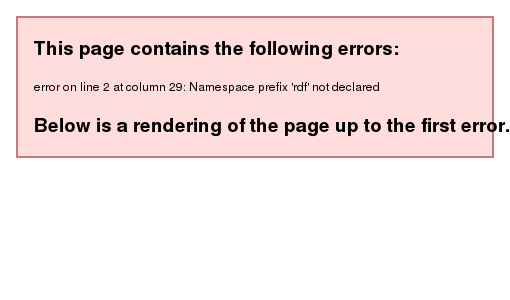 This page contains the following errors:
error on line 2 at column 29: Namespace prefix 'rdf' not declared
Below is a rendering of the page up to the first error.